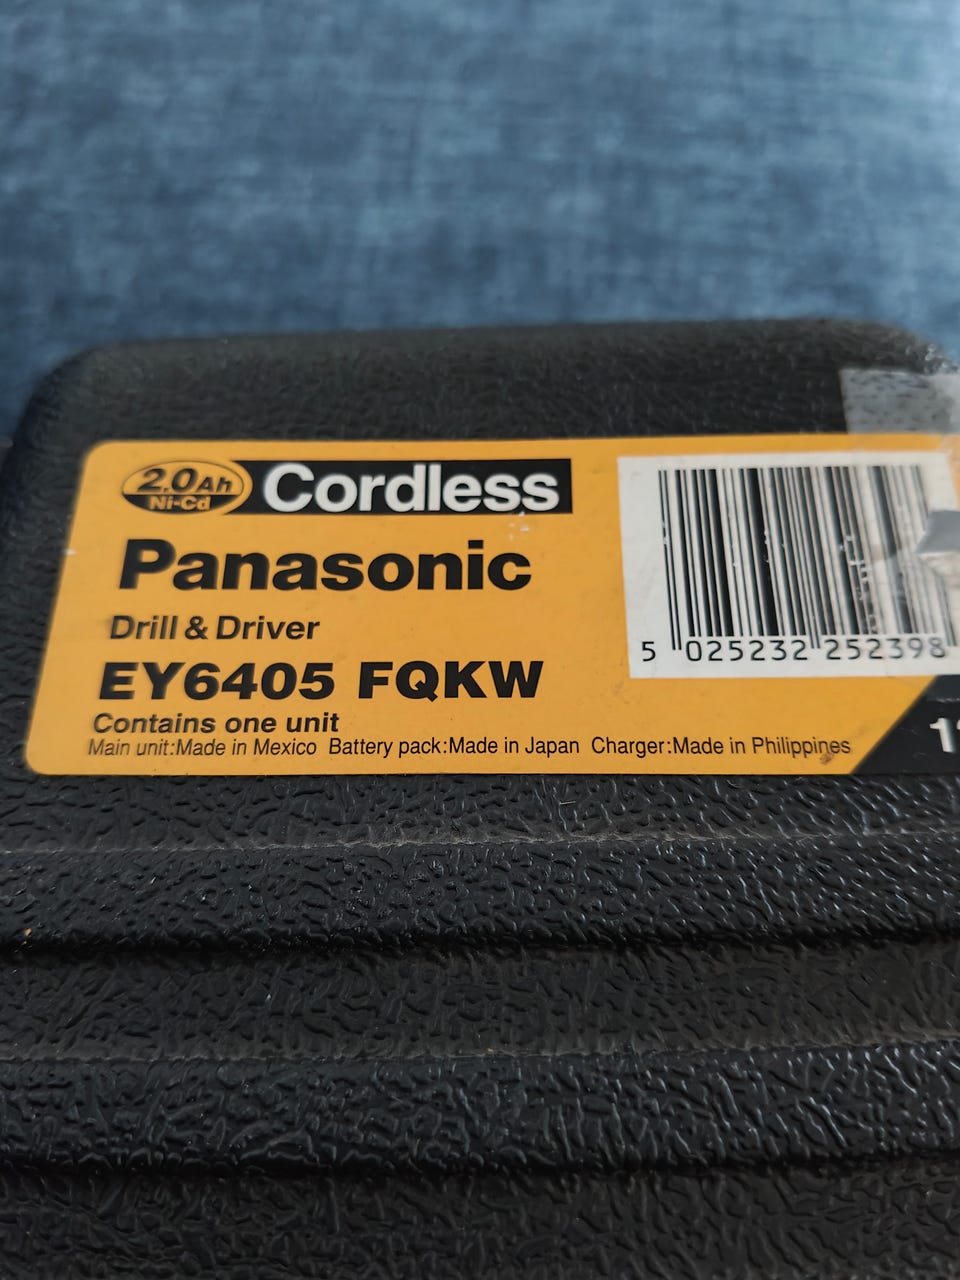 2.0Ah
Ni-Cd
Cordless
Panasonic
Drill & Driver
EY6405 FQKW
Contains one unit
Main unit:Made in Mexico Battery pack:Made in Japan Charger:Made in Philippines
5 025232 252398